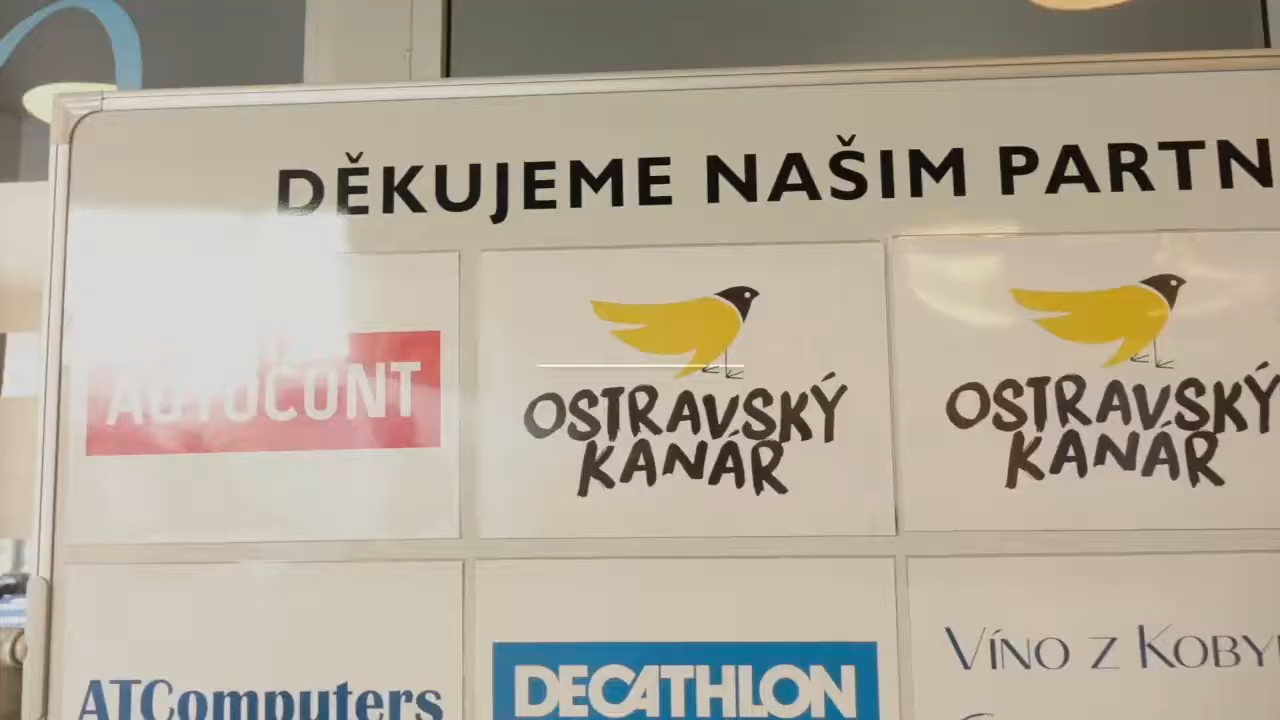 DĚKUJEME NAŠIM PARTN
AUTOCONT
OSTRAVSKÝ
KANÁR
OSTRAVSKÝ
KANÁR
ATComputers
DECATHLON
VÍNO Z KOBY